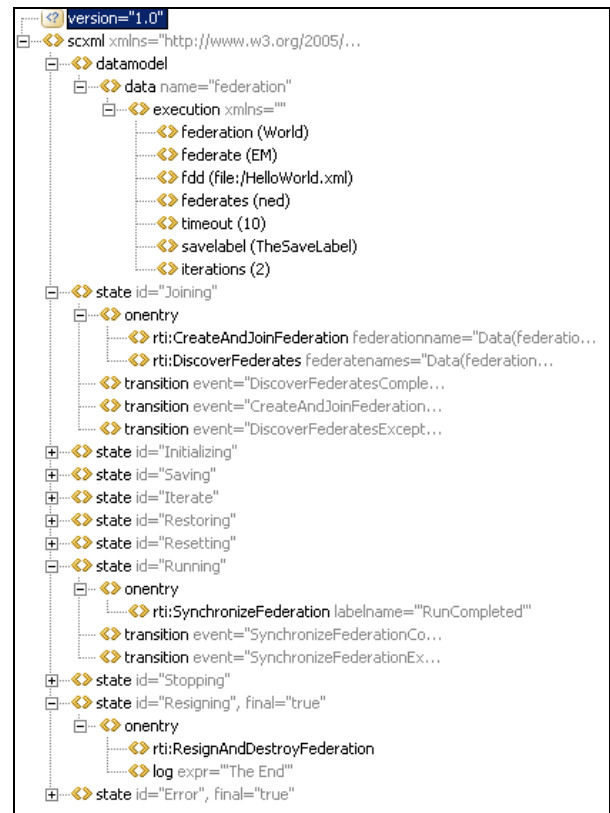 version="1.0"
scxml xmlns="http://www.w3.org/2005/...
datamodel
data name="federation"
execution xmlns=""
federation (World)
federate (EM)
fdd (file:/HelloWorld.xml)
federates (ned)
timeout (10)
savelabel (TheSaveLabel)
iterations (2)
state id="Joining"
onentry
rti:CreateAndJoinFederation federationname="Data(federatio...
rti:DiscoverFederates federatenames="Data(federation...
transition event="DiscoverFederatesComple...
transition event="CreateAndJoinFederation...
transition event="DiscoverFederatesExcept...
state id="Initializing"
state id="Saving"
state id="Iterate"
state id="Restoring"
state id="Resetting"
state id="Running"
onentry
rti:SynchronizeFederation labelname="'RunCompleted'"
transition event="SynchronizeFederationCo...
transition event="SynchronizeFederationEx...
state id="Stopping"
state id="Resigning", final="true"
onentry
rti:ResignAndDestroyFederation
log expr="'The End'"
state id="Error", final="true"